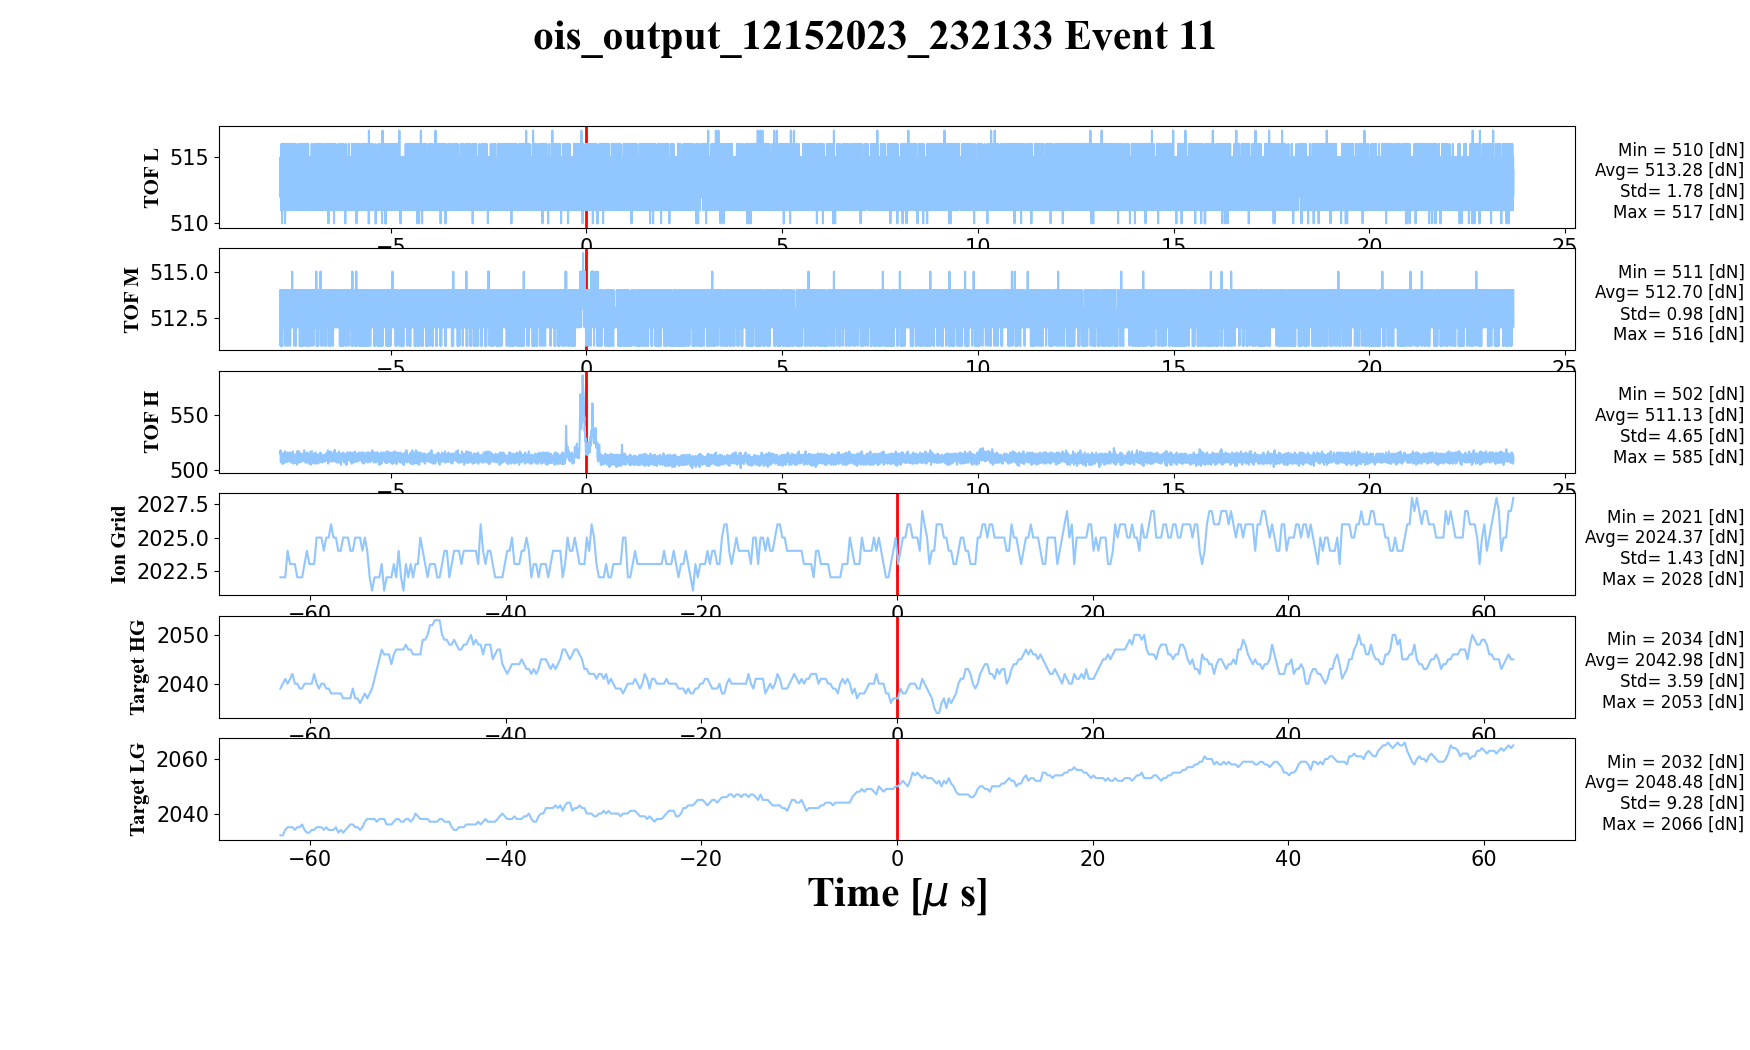 ois_output_12152023_232133 Event 11
TOF L
515
510
Min = 510 [dN]
Avg= 513.28 [dN]
Std= 1.78 [dN]
Max = 517 [dN]
−5 0 5 10 15 20 25
TOF M
515.0
512.5
Min = 511 [dN]
Avg= 512.70 [dN]
Std= 0.98 [dN]
Max = 516 [dN]
−5 0 5 10 15 20 25
TOF H
550
500
Min = 502 [dN]
Avg= 511.13 [dN]
Std= 4.65 [dN]
Max = 585 [dN]
−5 0 5 10 15 20 25
Ion Grid
2027.5
2025.0
2022.5
Min = 2021 [dN]
Avg= 2024.37 [dN]
Std= 1.43 [dN]
Max = 2028 [dN]
−60 −40 −20 0 20 40 60
Target HG
2050
2040
Min = 2034 [dN]
Avg= 2042.98 [dN]
Std= 3.59 [dN]
Max = 2053 [dN]
−60 −40 −20 0 20 40 60
Target LG
2060
2040
Min = 2032 [dN]
Avg= 2048.48 [dN]
Std= 9.28 [dN]
Max = 2066 [dN]
−60 −40 −20 0 20 40 60
Time [μ s]